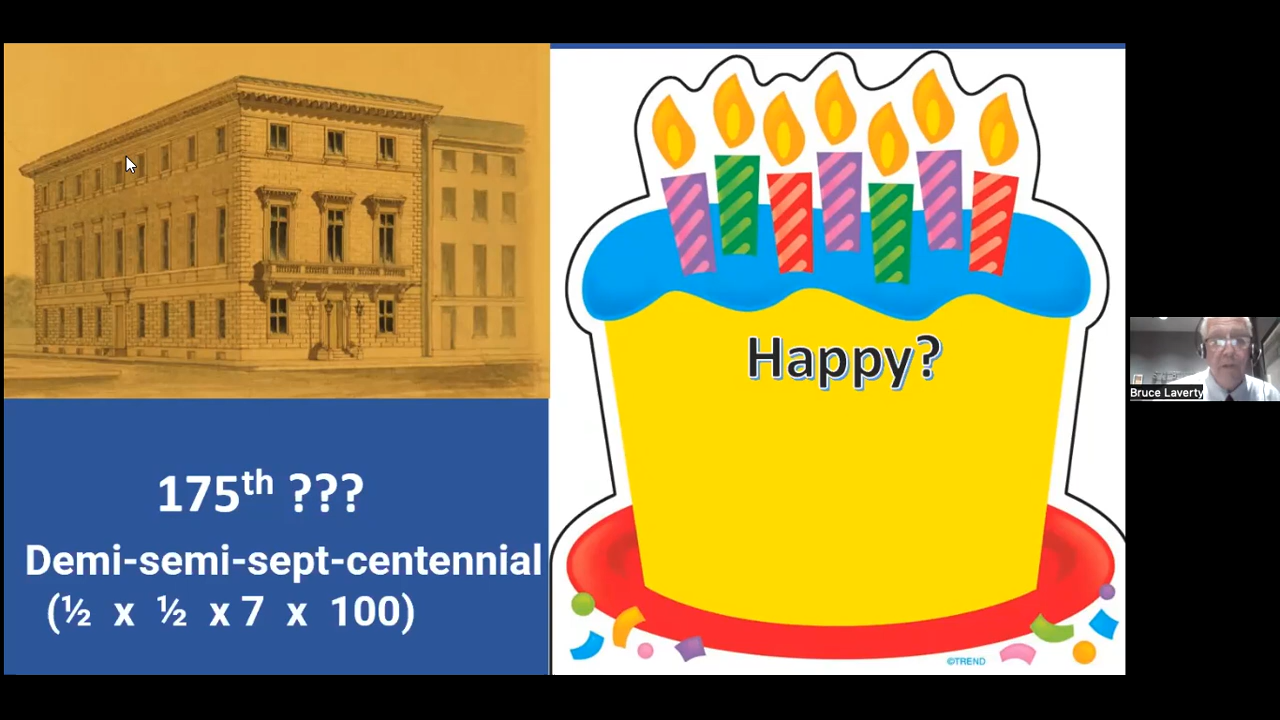 175th ???
Demi-semi-sept-centennial
(½ x ½ x 7 x 100)
Happy?
©TREND
Bruce Laverty